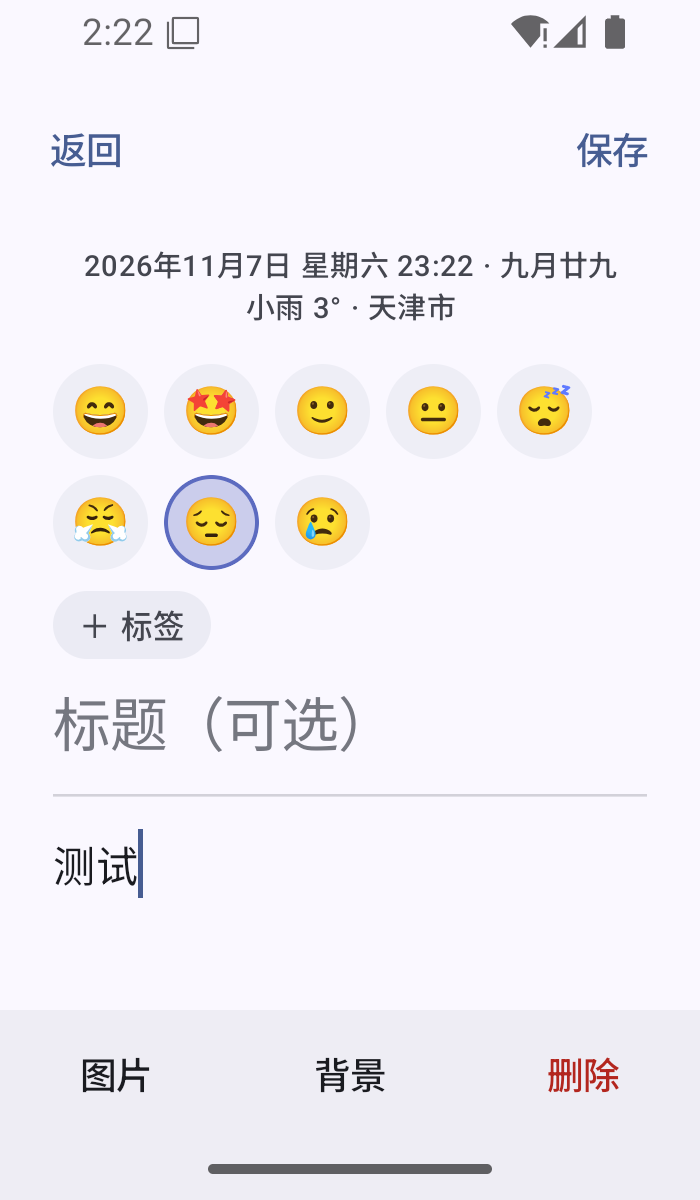 2:22
返回
保存
2026年11月7日 星期六 23:22 · 九月廿九
小雨 3° · 天津市
＋ 标签
标题（可选）
测试
图片
背景
删除